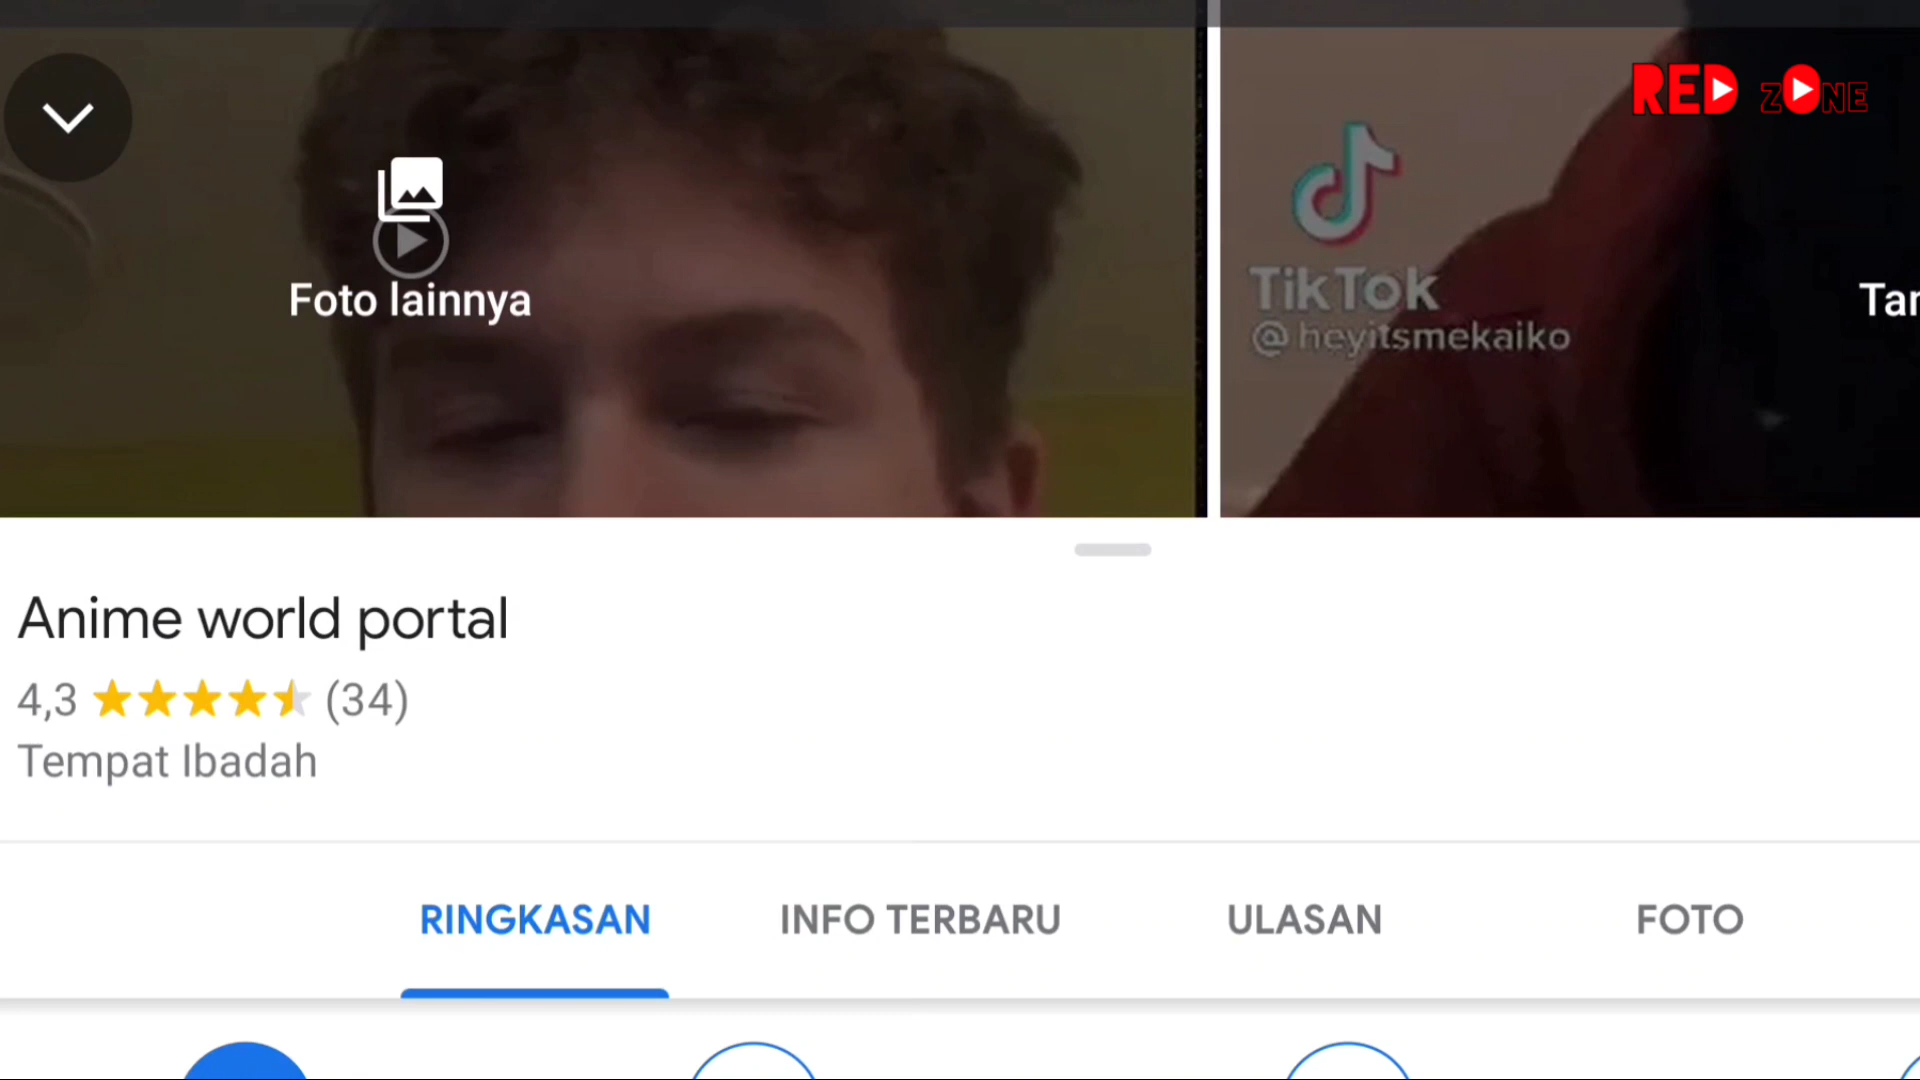 RED ZONE
Foto lainnya
TikTok
@heyitsmekaiko
Anime world portal
4,3 (34)
Tempat Ibadah
RINGKASAN INFO TERBARU ULASAN FOTO